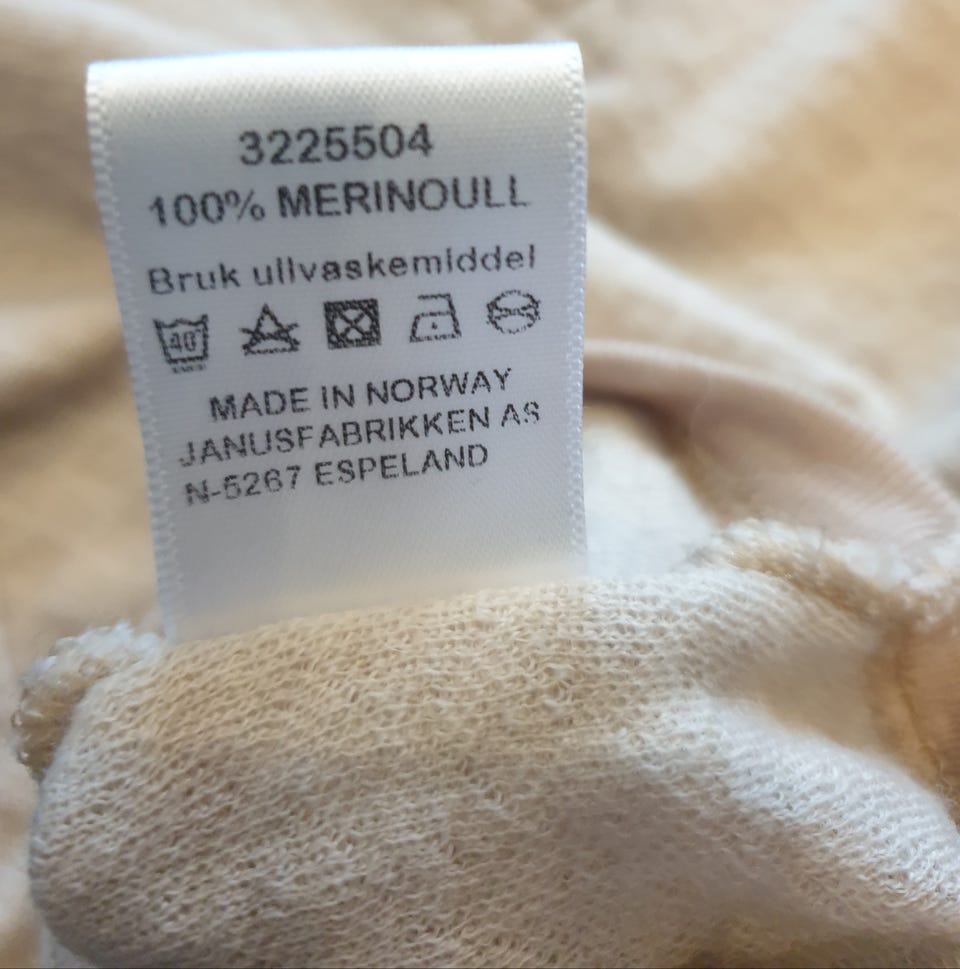 3225504
100% MERINOULL
Bruk ullvaskemiddel
40°
MADE IN NORWAY
JANUSFABRIKKEN AS
N-5267 ESPELAND